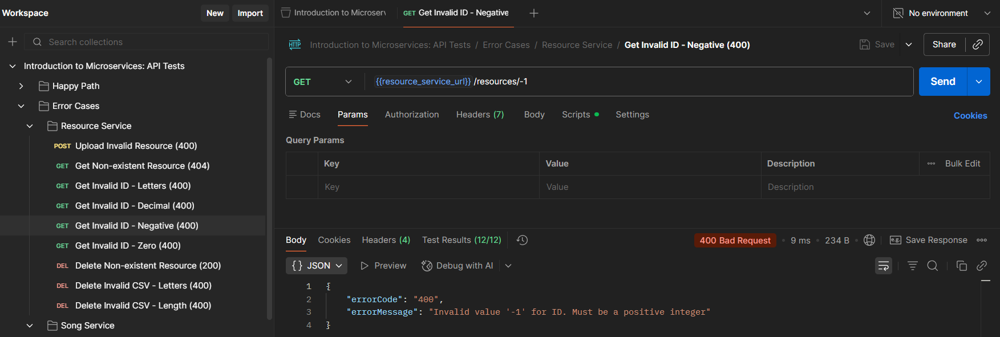 Workspace
New
Import
Introduction to Microser
GET Get Invalid ID - Negative
No environment
Search collections
Introduction to Microservices: API Tests / Error Cases / Resource Service / Get Invalid ID - Negative (400)
Save
Share
Introduction to Microservices: API Tests
Happy Path
Error Cases
Resource Service
POST Upload Invalid Resource (400)
GET Get Non-existent Resource (404)
GET Get Invalid ID - Letters (400)
GET Get Invalid ID - Decimal (400)
GET Get Invalid ID - Negative (400)
GET Get Invalid ID - Zero (400)
DEL Delete Non-existent Resource (200)
DEL Delete Invalid CSV - Letters (400)
DEL Delete Invalid CSV - Length (400)
Song Service
GET
{{resource_service_url}} /resources/-1
Send
Docs
Params
Authorization
Headers (7)
Body
Scripts
Settings
Cookies
Query Params
Key
Value
Description
Bulk Edit
Key
Value
Description
Body
Cookies
Headers (4)
Test Results (12/12)
400 Bad Request
9 ms
234 B
e.g.
Save Response
{} JSON
Preview
Debug with AI
1 {
2 "errorCode": "400",
3 "errorMessage": "Invalid value '-1' for ID. Must be a positive integer"
4 }